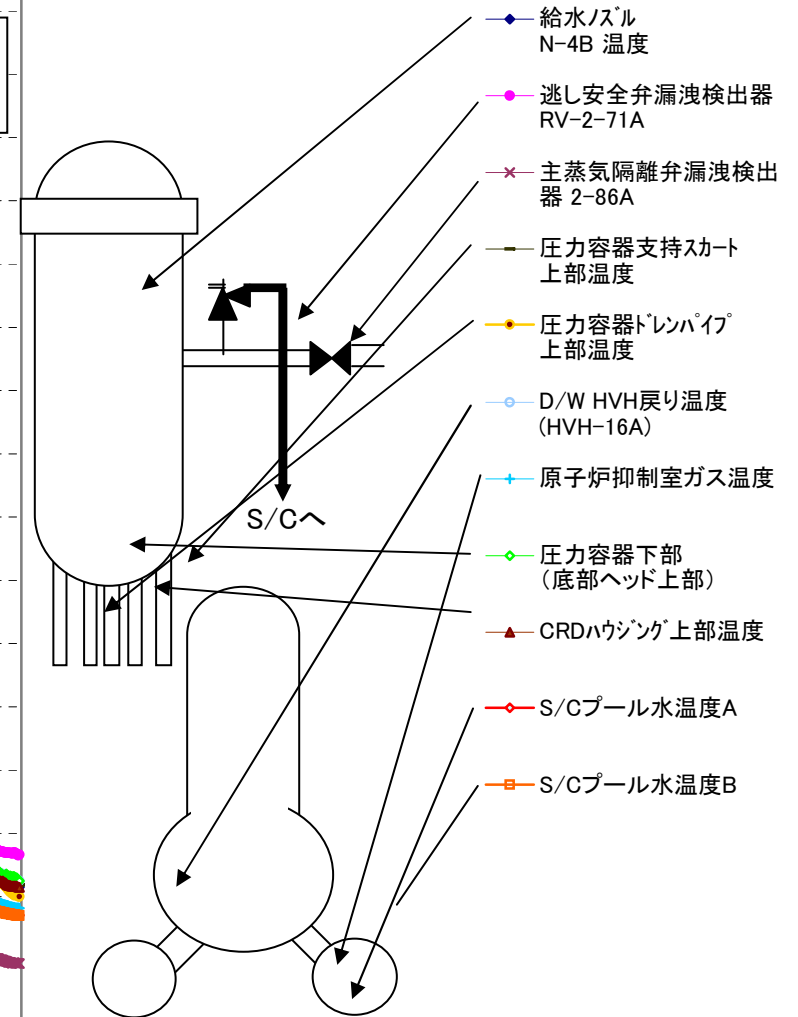 給水ノズル
N-4B 温度
逃し安全弁漏洩検出器
RV-2-71A
主蒸気隔離弁漏洩検出
器 2-86A
圧力容器支持スカート
上部温度
圧力容器ドレンパイプ
上部温度
D/W HVH戻り温度
(HVH-16A)
原子炉抑制室ガス温度
S/Cへ
圧力容器下部
(底部ヘッド上部)
CRDハウジング上部温度
S/Cプール水温度A
S/Cプール水温度B